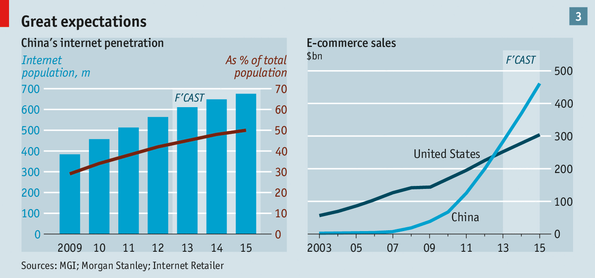 Great expectations
3
China's internet penetration
Internet
population, m
As % of total
population
F'CAST
700
600
500
400
300
200
100
0
70
60
50
40
30
20
10
0
2009 10 11 12 13 14 15
E-commerce sales
$bn
F'CAST
United States
China
500
400
300
200
100
0
2003 05 07 09 11 13 15
Sources: MGI; Morgan Stanley; Internet Retailer